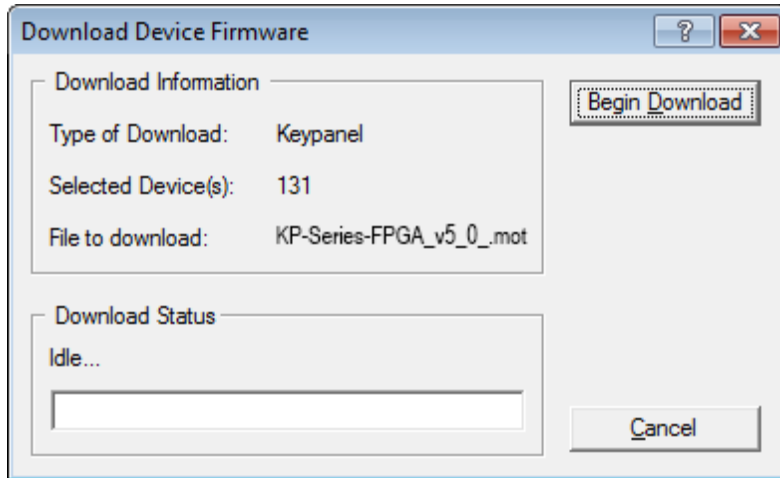 Download Device Firmware
Download Information
Begin Download
Type of Download: Keypanel
Selected Device(s): 131
File to download: KP-Series-FPGA_v5_0_.mot
Download Status
Idle...
Cancel